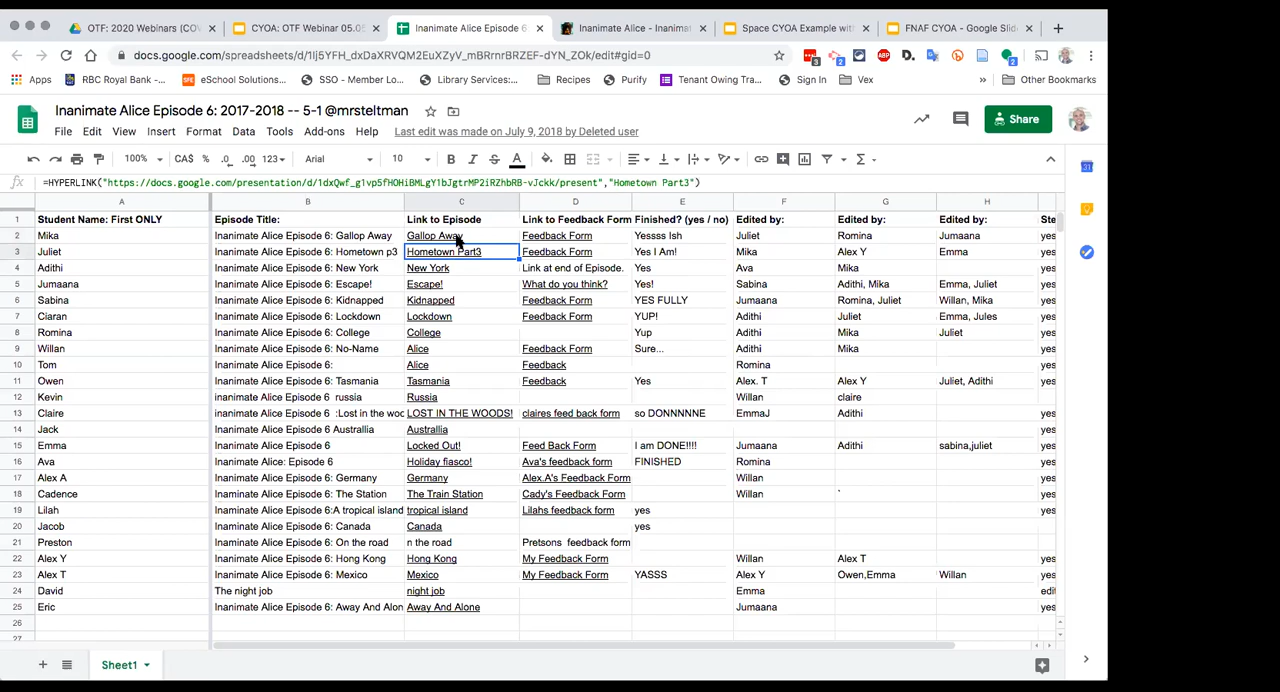 OTF: 2020 Webinars (CO
CYOA: OTF Webinar 05.05
Inanimate Alice Episode 6
Inanimate Alice - Inanimat
Space CYOA Example with
FNAF CYOA - Google Slide
docs.google.com/spreadsheets/d/1Ij5YFH_dxDaXRVQM2EuXZyV_mBRrnrBRZEF-dYN_ZOk/edit#gid=0
Apps RBC Royal Bank -... eSchool Solutions... SSO - Member Lo... Library Services:... Recipes Purify Tenant Owing Tra... Sign In Vex » Other Bookmarks
Inanimate Alice Episode 6: 2017-2018 -- 5-1 @mrsteltman
Share
File Edit View Insert Format Data Tools Add-ons Help Last edit was made on July 9, 2018 by Deleted user
100% CA$ % .0 .00 123 Arial 10 B I S A
fx =HYPERLINK("https://docs.google.com/presentation/d/1dxQwf_g1vp5fHOHiBMLgY1bJgtrMP2iRZhbRB-vJckk/present","Hometown Part3")
A B C D E F G H
1 Student Name: First ONLY Episode Title: Link to Episode Link to Feedback Form Finished? (yes / no) Edited by: Edited by: Edited by: Ste
2 Mika Inanimate Alice Episode 6: Gallop Away Gallop Away Feedback Form Yessss Ish Juliet Romina Jumaana yes
3 Juliet Inanimate Alice Episode 6: Hometown p3 Hometown Part3 Feedback Form Yes I Am! Mika Alex Y Emma yes
4 Adithi Inanimate Alice Episode 6: New York New York Link at end of Episode. Yes Ava Mika yes
5 Jumaana Inanimate Alice Episode 6: Escape! Escape! What do you think? Yes! Sabina Adithi, Mika Emma, Juliet yes
6 Sabina Inanimate Alice Episode 6: Kidnapped Kidnapped Feedback Form YES FULLY Jumaana Romina, Juliet Willan, Mika yes
7 Ciaran Inanimate Alice Episode 6: Lockdown Lockdown Feedback Form YUP! Adithi Juliet Emma, Jules yes
8 Romina Inanimate Alice Episode 6: College College Yup Adithi Mika Juliet yes
9 Willan Inanimate Alice Episode 6: No-Name Alice Feedback Form Sure... Adithi Mika yes
10 Tom Inanimate Alice Episode 6: Alice Feedback Romina yes
11 Owen Inanimate Alice Episode 6: Tasmania Tasmania Feedback Yes Alex. T Alex Y Juliet, Adithi yes
12 Kevin inanimate Alice Episode 6 russia Russia Willan claire
13 Claire inanimate Alice Episode 6 :Lost in the woo LOST IN THE WOODS! claires feed back form so DONNNNNE EmmaJ Adithi yes
14 Jack Inanimate Alice Episode 6 Austrailia Australlia yes
15 Emma Inanimate Alice Episode 6 Locked Out! Feed Back Form I am DONE!!!! Jumaana Adithi sabina,juliet yes
16 Ava Inanimate Alice: Episode 6 Holiday fiasco! Ava's feedback form FINISHED Romina yes
17 Alex A Inanimate Alice Episode 6: Germany Germany Alex.A's Feedback Form Willan yes
18 Cadence Inanimate Alice Episode 6: The Station The Train Station Cady's Feedback Form Willan ` yes
19 Lilah Inanimate Alice Episode 6:A tropical island tropical island Lilahs feedback form yes yes
20 Jacob Inanimate Alice Episode 6: Canada Canada yes
21 Preston Inanimate Alice Episode 6: On the road n the road Pretsons feedback form
22 Alex Y Inanimate Alice Episode 6: Hong Kong Hong Kong My Feedback Form Willan Alex T yes
23 Alex T Inanimate Alice Episode 6: Mexico Mexico My Feedback Form YASSS Alex Y Owen,Emma Willan yes
24 David The night job night job Emma edit
25 Eric Inanimate Alice Episode 6: Away And Alon Away And Alone Jumaana yes
26
27
Sheet1